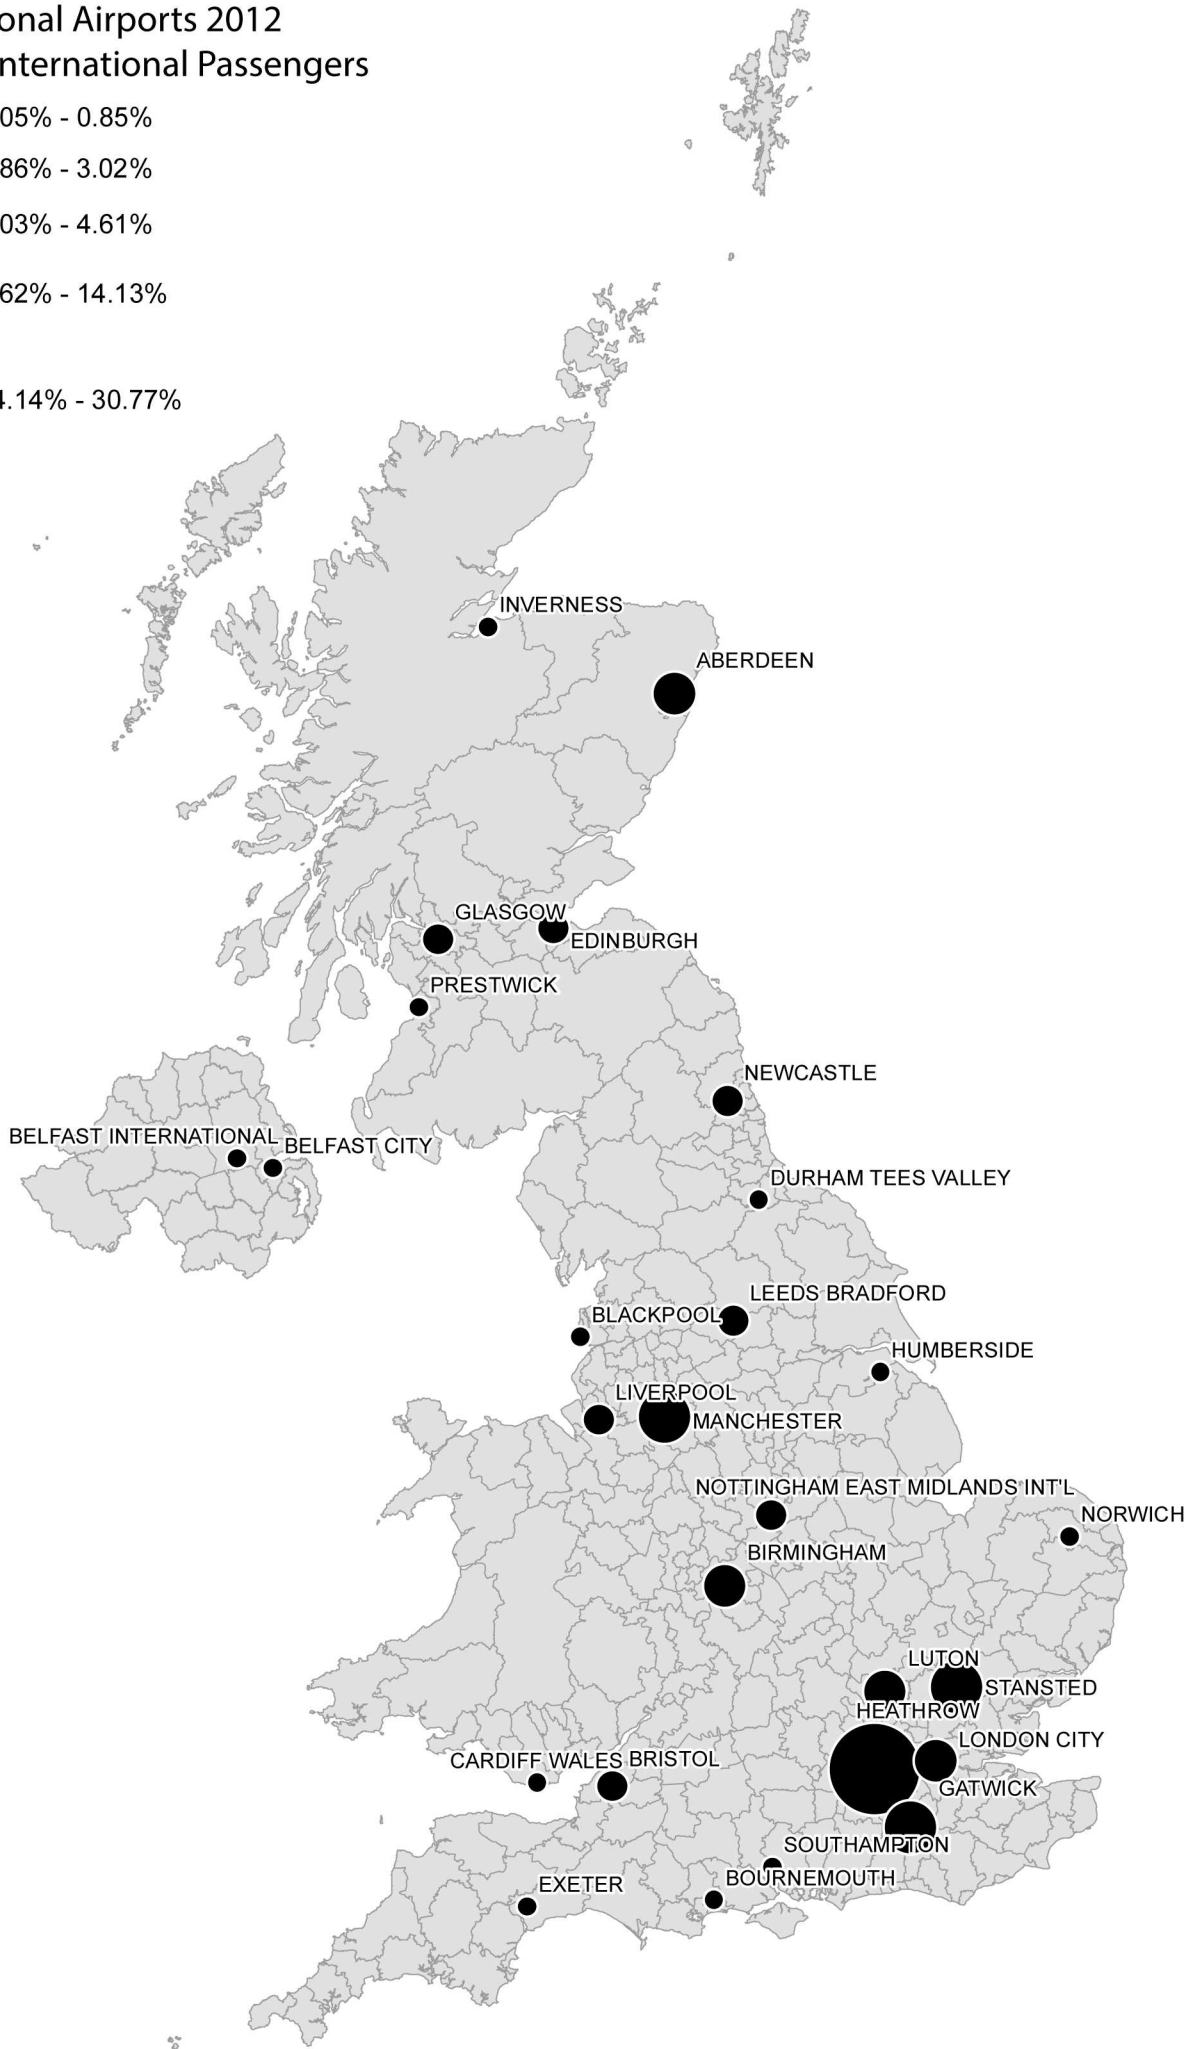 onal Airports 2012
nternational Passengers
05% - 0.85%
86% - 3.02%
03% - 4.61%
62% - 14.13%
4.14% - 30.77%
INVERNESS
ABERDEEN
GLASGOW
EDINBURGH
PRESTWICK
NEWCASTLE
BELFAST INTERNATIONAL
BELFAST CITY
DURHAM TEES VALLEY
LEEDS BRADFORD
BLACKPOOL
HUMBERSIDE
LIVERPOOL
MANCHESTER
NOTTINGHAM EAST MIDLANDS INT'L
NORWICH
BIRMINGHAM
LUTON
STANSTED
HEATHROW
LONDON CITY
CARDIFF WALES
BRISTOL
GATWICK
SOUTHAMPTON
BOURNEMOUTH
EXETER